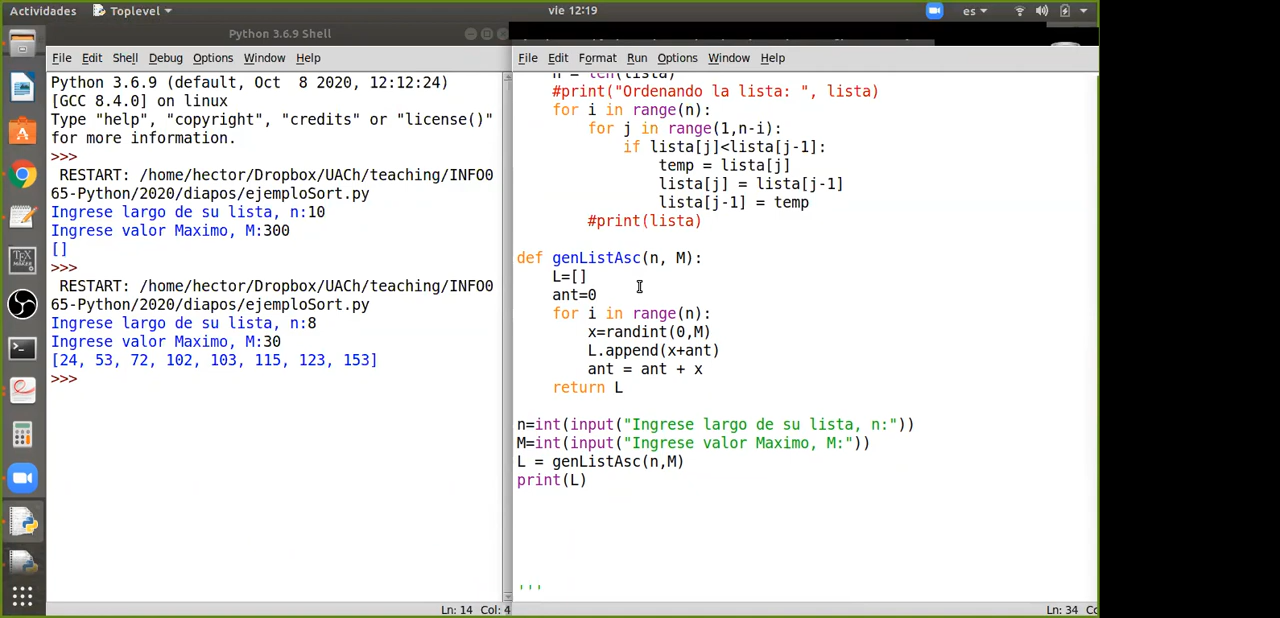 Actividades
Toplevel
vie 12:19
es
Python 3.6.9 Shell
File Edit Shell Debug Options Window Help
Python 3.6.9 (default, Oct  8 2020, 12:12:24)
[GCC 8.4.0] on linux
Type "help", "copyright", "credits" or "license()"
for more information.
>>>
 RESTART: /home/hector/Dropbox/UACh/teaching/INFO0
65-Python/2020/diapos/ejemploSort.py
Ingrese largo de su lista, n:10
Ingrese valor Maximo, M:300
[]
>>>
 RESTART: /home/hector/Dropbox/UACh/teaching/INFO0
65-Python/2020/diapos/ejemploSort.py
Ingrese largo de su lista, n:8
Ingrese valor Maximo, M:30
[24, 53, 72, 102, 103, 115, 123, 153]
>>>
Ln: 14 Col: 4
File Edit Format Run Options Window Help
    n = len(lista)
    #print("Ordenando la lista: ", lista)
    for i in range(n):
        for j in range(1,n-i):
            if lista[j]<lista[j-1]:
                temp = lista[j]
                lista[j] = lista[j-1]
                lista[j-1] = temp
        #print(lista)
def genListAsc(n, M):
    L=[]
    ant=0
    for i in range(n):
        x=randint(0,M)
        L.append(x+ant)
        ant = ant + x
    return L
n=int(input("Ingrese largo de su lista, n:"))
M=int(input("Ingrese valor Maximo, M:"))
L = genListAsc(n,M)
print(L)
'''
Ln: 34